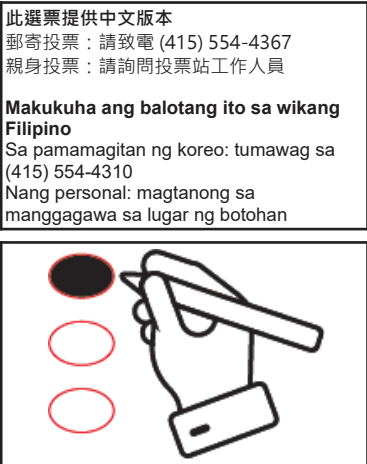 此選票提供中文版本
郵寄投票：請致電 (415) 554-4367
親身投票：請詢問投票站工作人員
Makukuha ang balotang ito sa wikang
Filipino
Sa pamamagitan ng koreo: tumawag sa
(415) 554-4310
Nang personal: magtanong sa
manggagawa sa lugar ng botohan